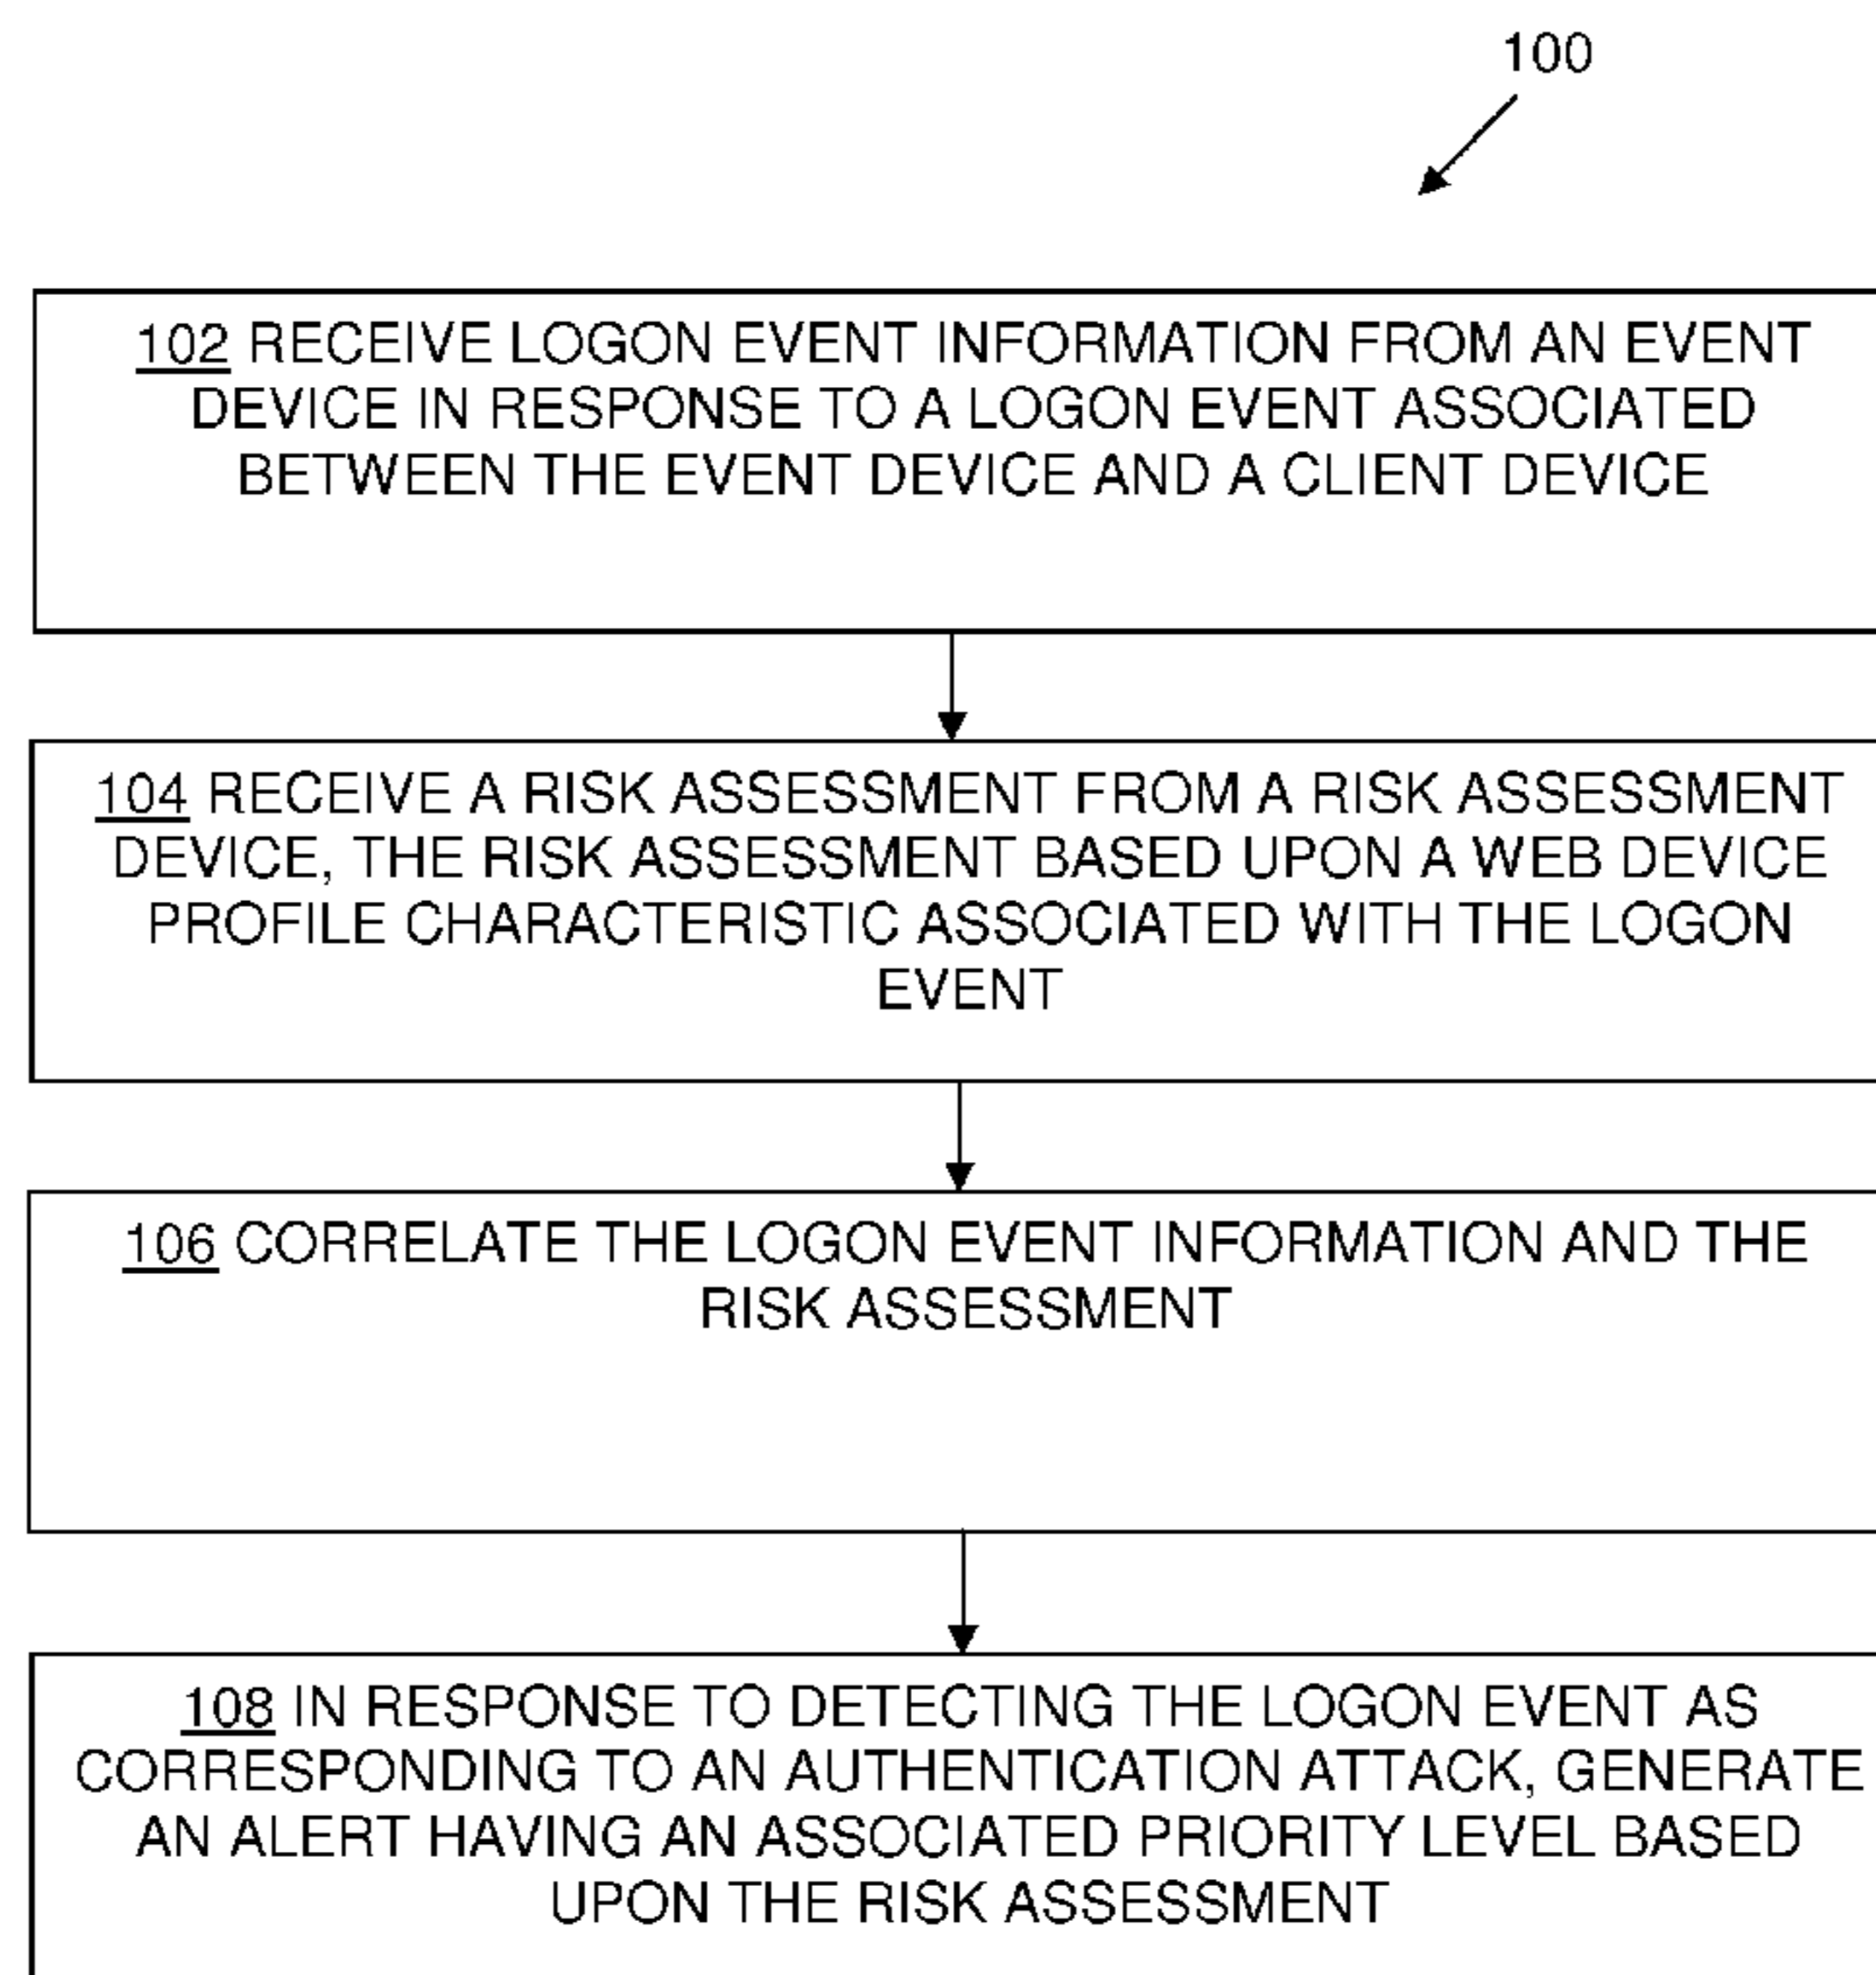 100
102 RECEIVE LOGON EVENT INFORMATION FROM AN EVENT
DEVICE IN RESPONSE TO A LOGON EVENT ASSOCIATED
BETWEEN THE EVENT DEVICE AND A CLIENT DEVICE
104 RECEIVE A RISK ASSESSMENT FROM A RISK ASSESSMENT
DEVICE, THE RISK ASSESSMENT BASED UPON A WEB DEVICE
PROFILE CHARACTERISTIC ASSOCIATED WITH THE LOGON
EVENT
106 CORRELATE THE LOGON EVENT INFORMATION AND THE
RISK ASSESSMENT
108 IN RESPONSE TO DETECTING THE LOGON EVENT AS
CORRESPONDING TO AN AUTHENTICATION ATTACK, GENERATE
AN ALERT HAVING AN ASSOCIATED PRIORITY LEVEL BASED
UPON THE RISK ASSESSMENT